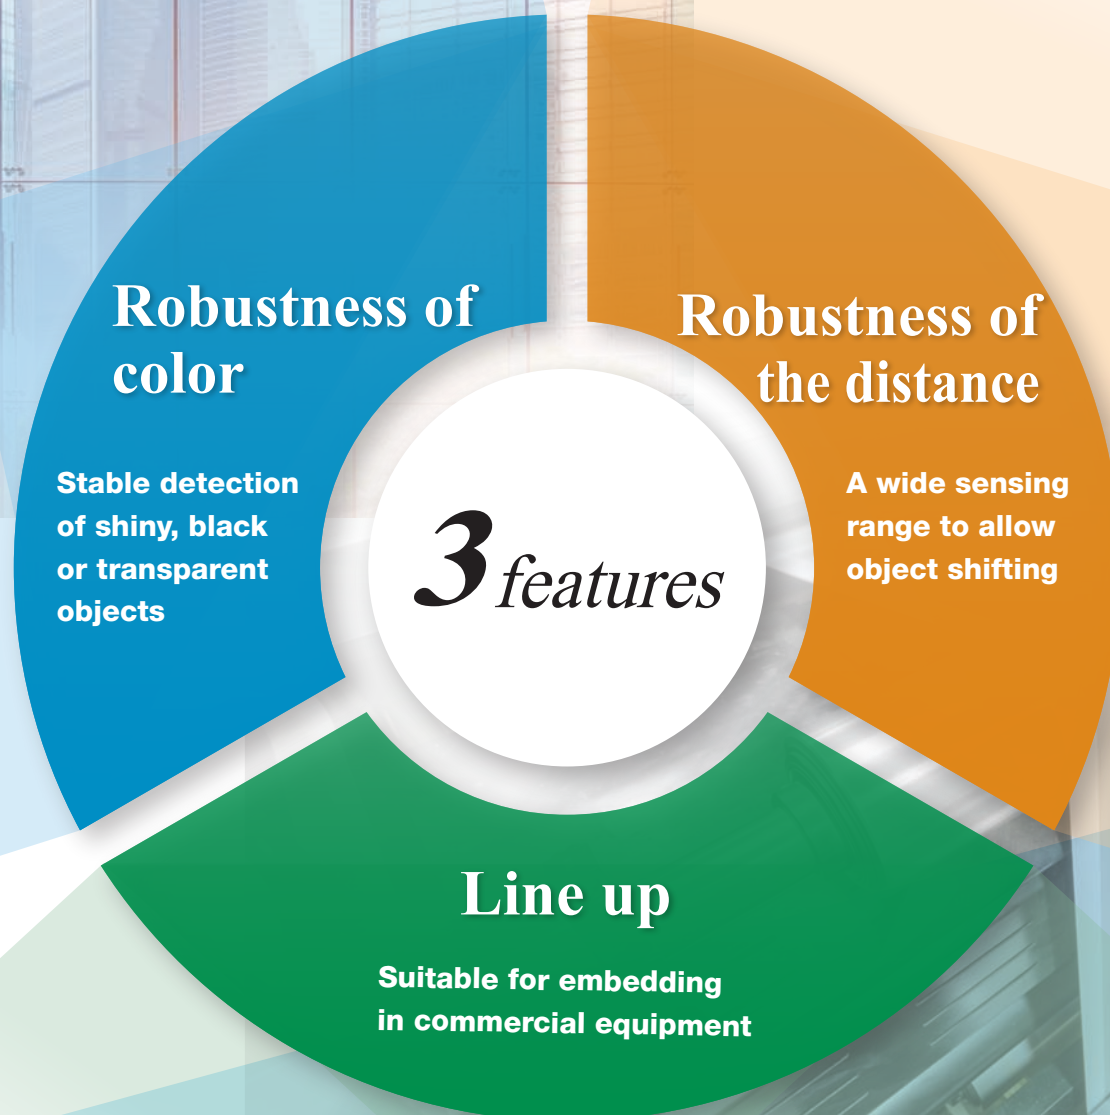 Robustness of
color
Stable detection
of shiny, black
or transparent
objects
Robustness of
the distance
A wide sensing
range to allow
object shifting
3 features
Line up
Suitable for embedding
in commercial equipment